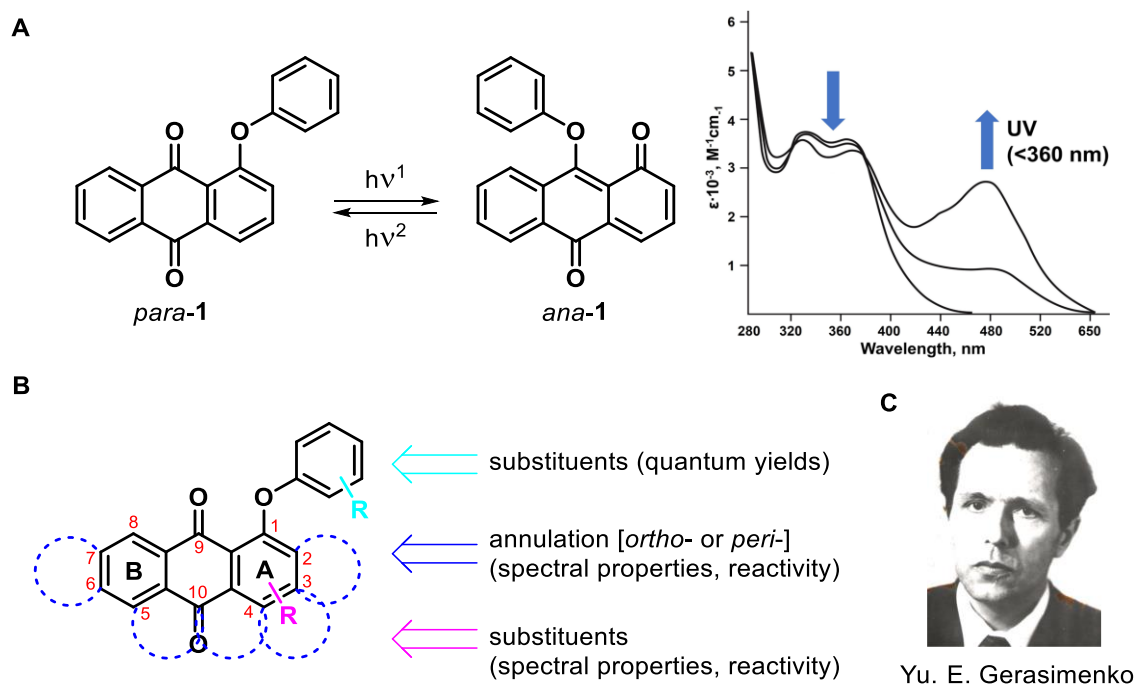 A
O
O
O
para-1
hν¹
hν²
O
O
O
ana-1
ε·10⁻³, M⁻¹cm₋₁
6
5
4
3
2
1
280 320 360 400 440 480 520 650
Wavelength, nm
UV
(<360 nm)
B
R
O
O
O
1
2
3
4
5
6
7
8
9
10
A
B
R
substituents (quantum yields)
annulation [ortho- or peri-]
(spectral properties, reactivity)
substituents
(spectral properties, reactivity)
C
Yu. E. Gerasimenko